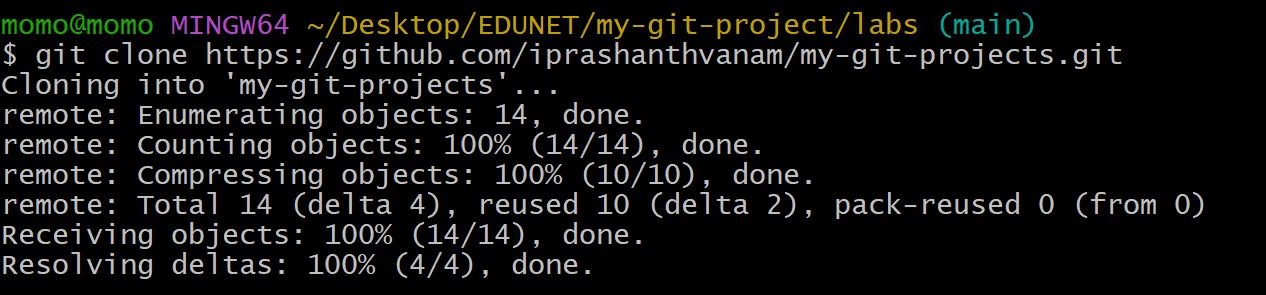 momo@momo MINGW64 ~/Desktop/EDUNET/my-git-project/labs (main)
$ git clone https://github.com/iprashanthvanam/my-git-projects.git
Cloning into 'my-git-projects'...
remote: Enumerating objects: 14, done.
remote: Counting objects: 100% (14/14), done.
remote: Compressing objects: 100% (10/10), done.
remote: Total 14 (delta 4), reused 10 (delta 2), pack-reused 0 (from 0)
Receiving objects: 100% (14/14), done.
Resolving deltas: 100% (4/4), done.